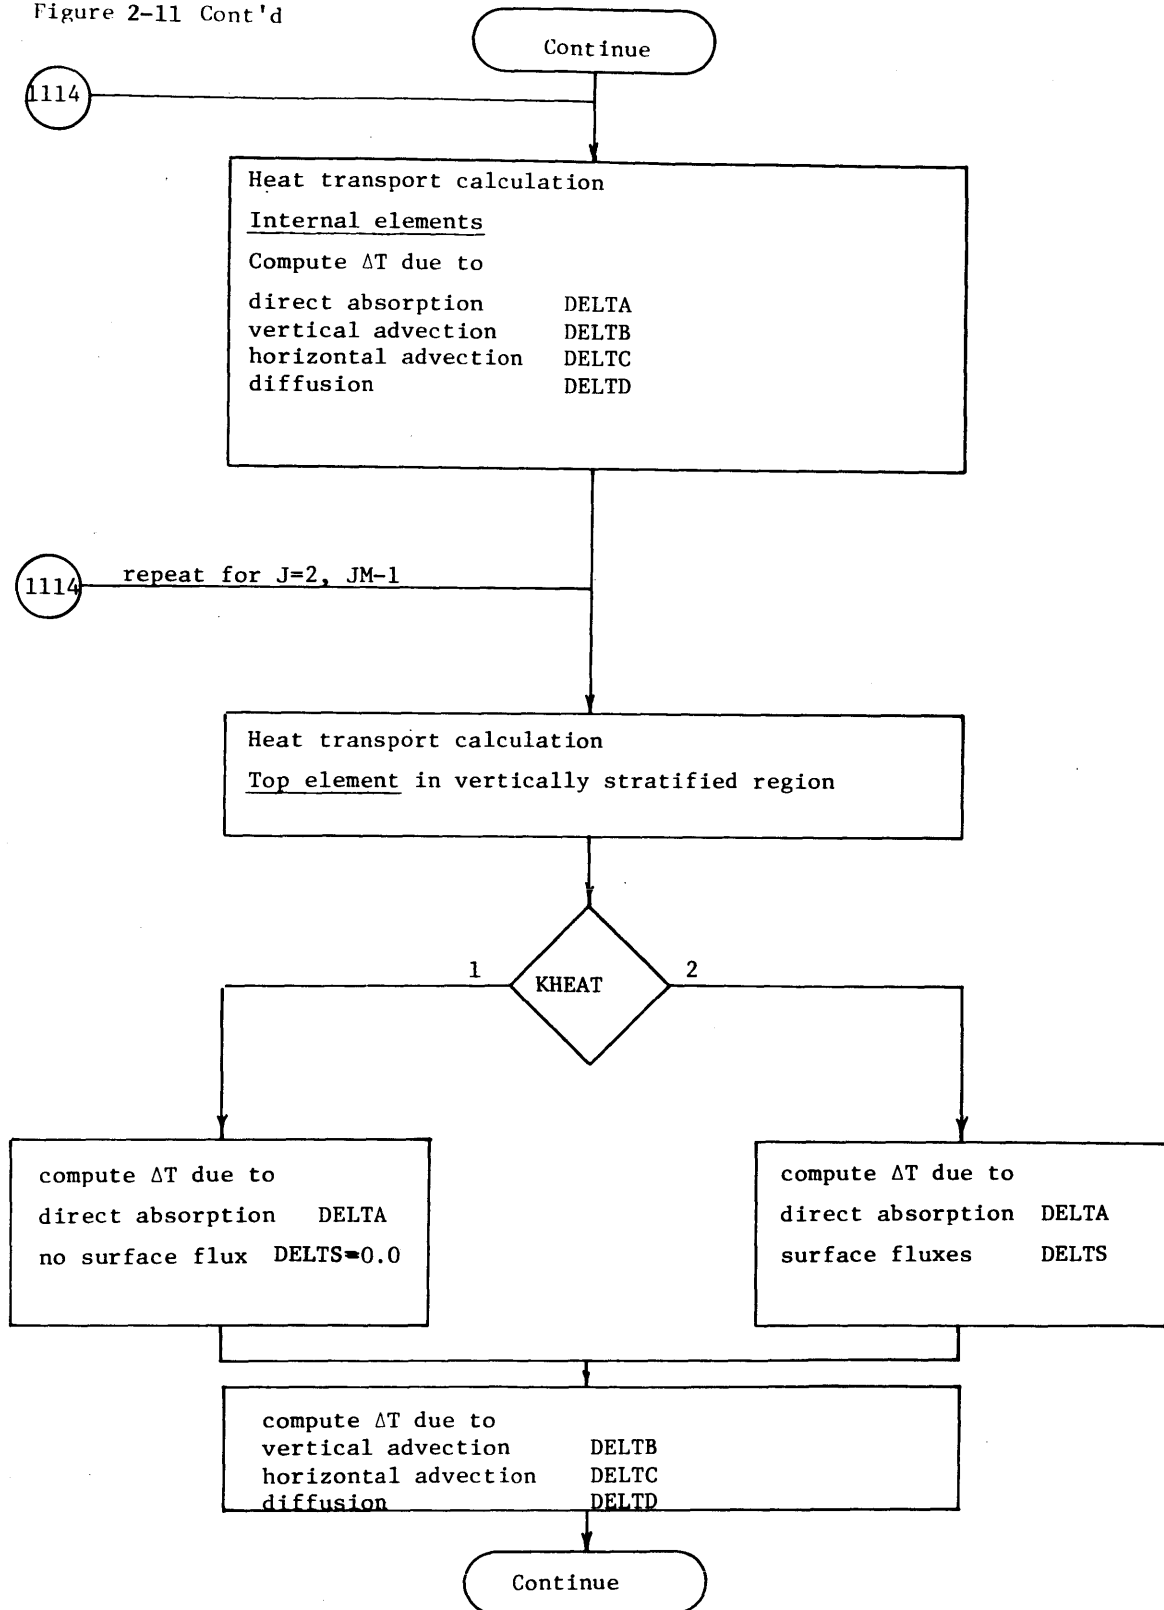 Figure 2-11 Cont'd
Continue
1114
Heat transport calculation
Internal elements
Compute ΔT due to
direct absorption DELTA
vertical advection DELTB
horizontal advection DELTC
diffusion DELTD
1114 repeat for J=2, JM-1
Heat transport calculation
Top element in vertically stratified region
1 KHEAT 2
compute ΔT due to
direct absorption DELTA
no surface flux DELTS=0.0
compute ΔT due to
direct absorption DELTA
surface fluxes DELTS
compute ΔT due to
vertical advection DELTB
horizontal advection DELTC
diffusion DELTD
Continue